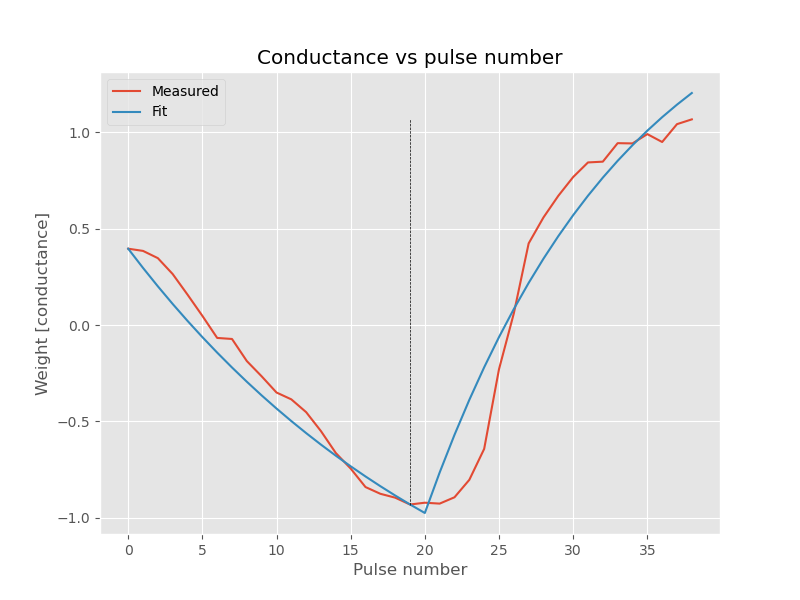 Conductance vs pulse number
Measured
Fit
Weight [conductance]
1.0
0.5
0.0
−0.5
−1.0
0 5 10 15 20 25 30 35
Pulse number